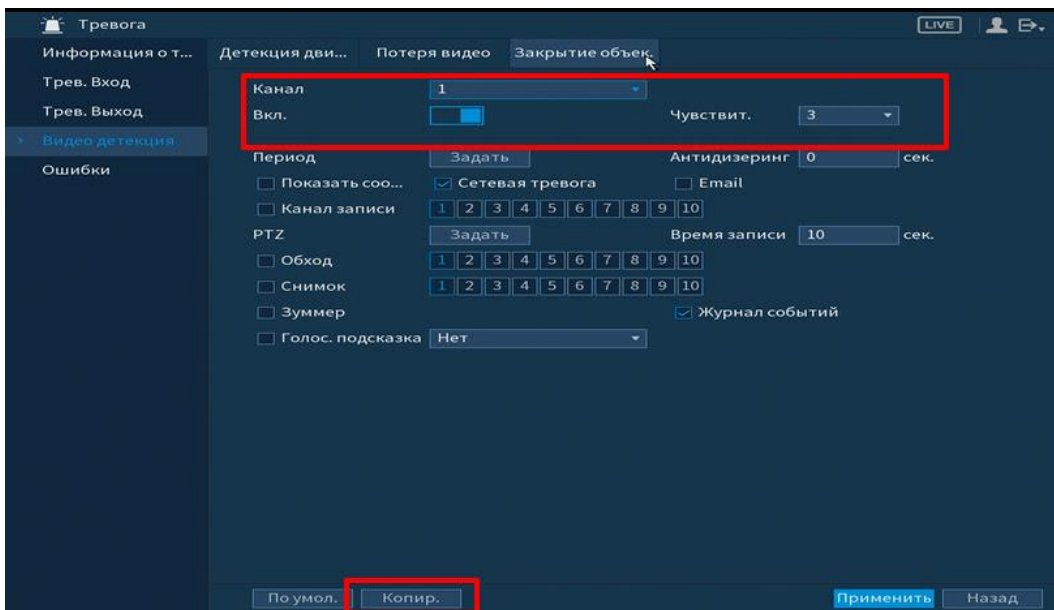 Тревога LIVE
Информация о т... Детекция дви... Потеря видео Закрытие объек.
Трев. Вход
Трев. Выход
Видео детекция
Ошибки
Канал 1
Вкл. Чувствит. 3
Период Задать Антидизеринг 0 сек.
Показать соо... Сетевая тревога Email
Канал записи 1 2 3 4 5 6 7 8 9 10
PTZ Задать Время записи 10 сек.
Обход 1 2 3 4 5 6 7 8 9 10
Снимок 1 2 3 4 5 6 7 8 9 10
Зуммер Журнал событий
Голос. подсказка Нет
По умол. Копир. Применить Назад